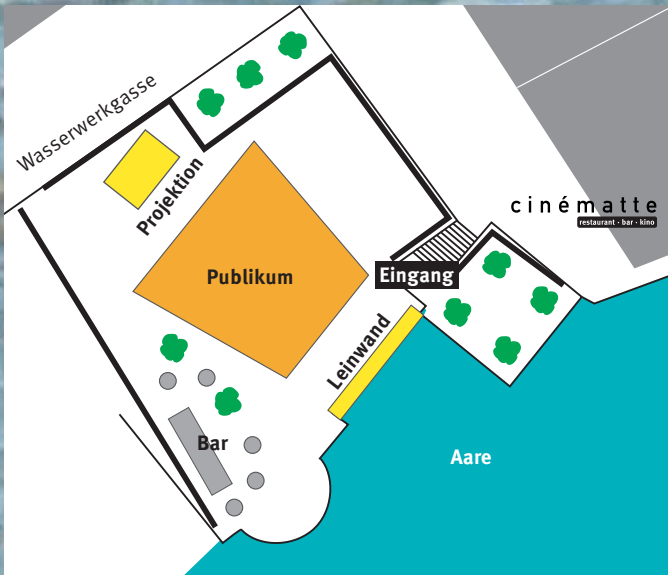 Wasserwerkgasse
Projektion
cinématte
restaurant · bar · kino
Publikum
Eingang
Leinwand
Bar
Aare